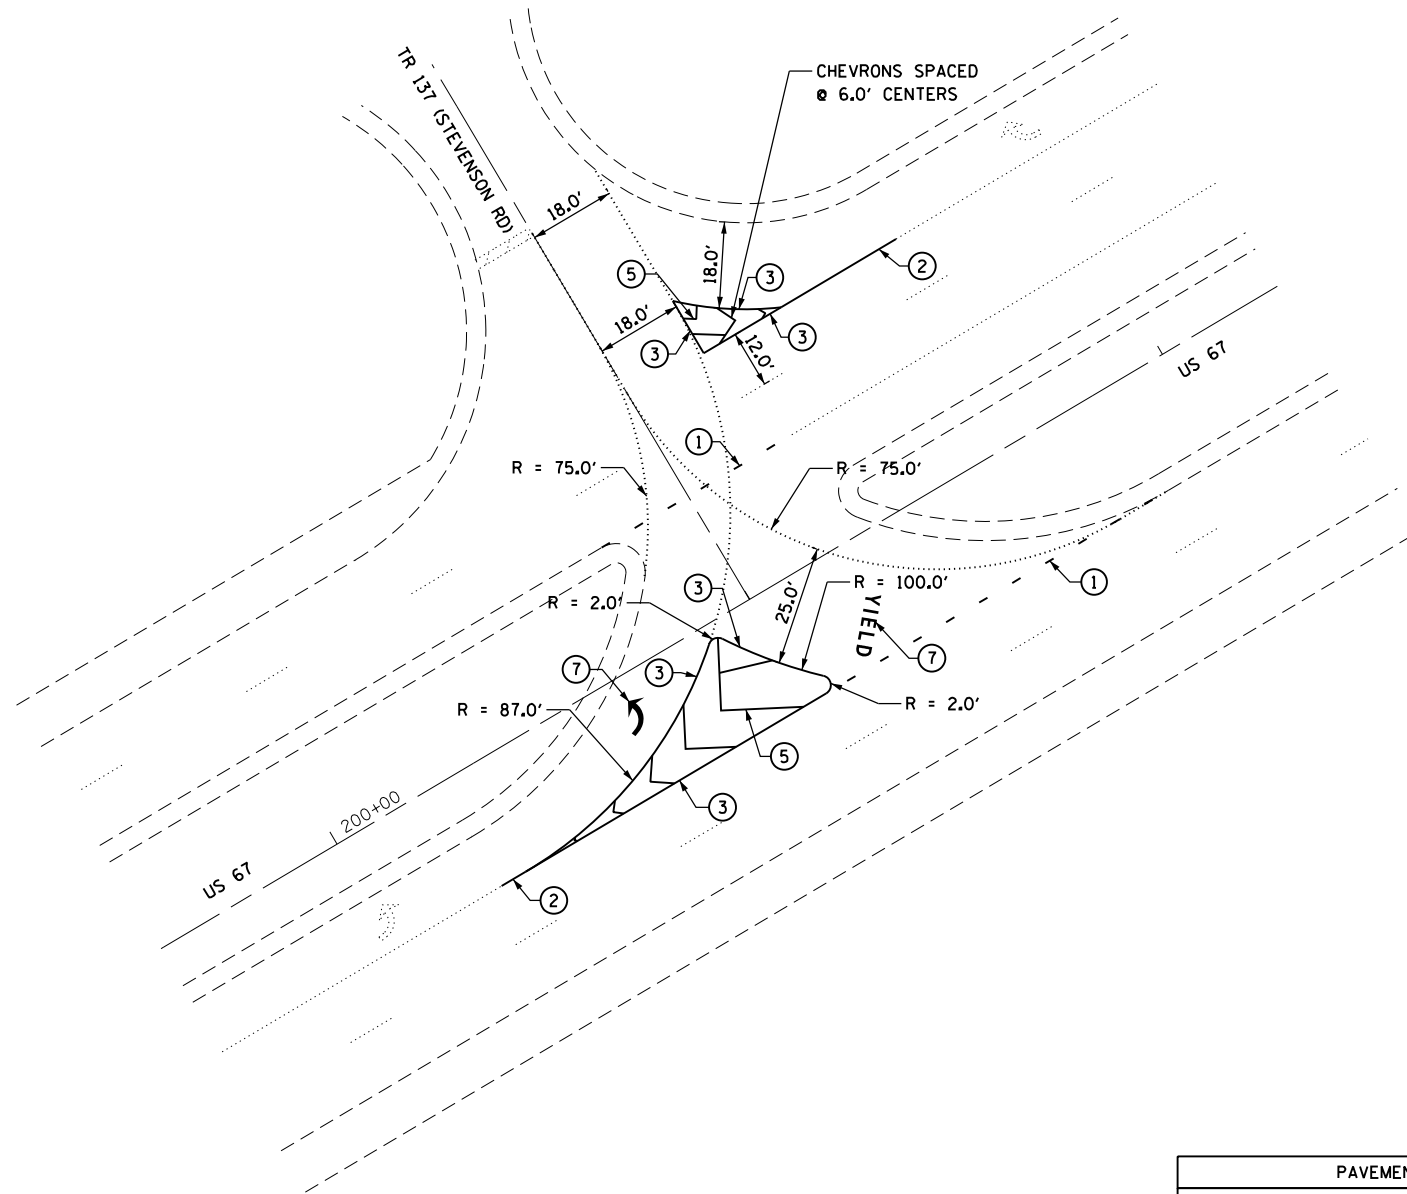 CHEVRONS SPACED
@ 6.0' CENTERS
TR 137 (STEVENSON RD)
18.0'
18.0'
5
3
2
18.0'
3
3
12.0'
US 67
1
R = 75.0'
R = 75.0'
3
R = 100.0'
1
R = 2.0'
25.0'
YIELD
7
7
3
R = 87.0'
R = 2.0'
5
3
200+00
US 67
2
PAVEMEN